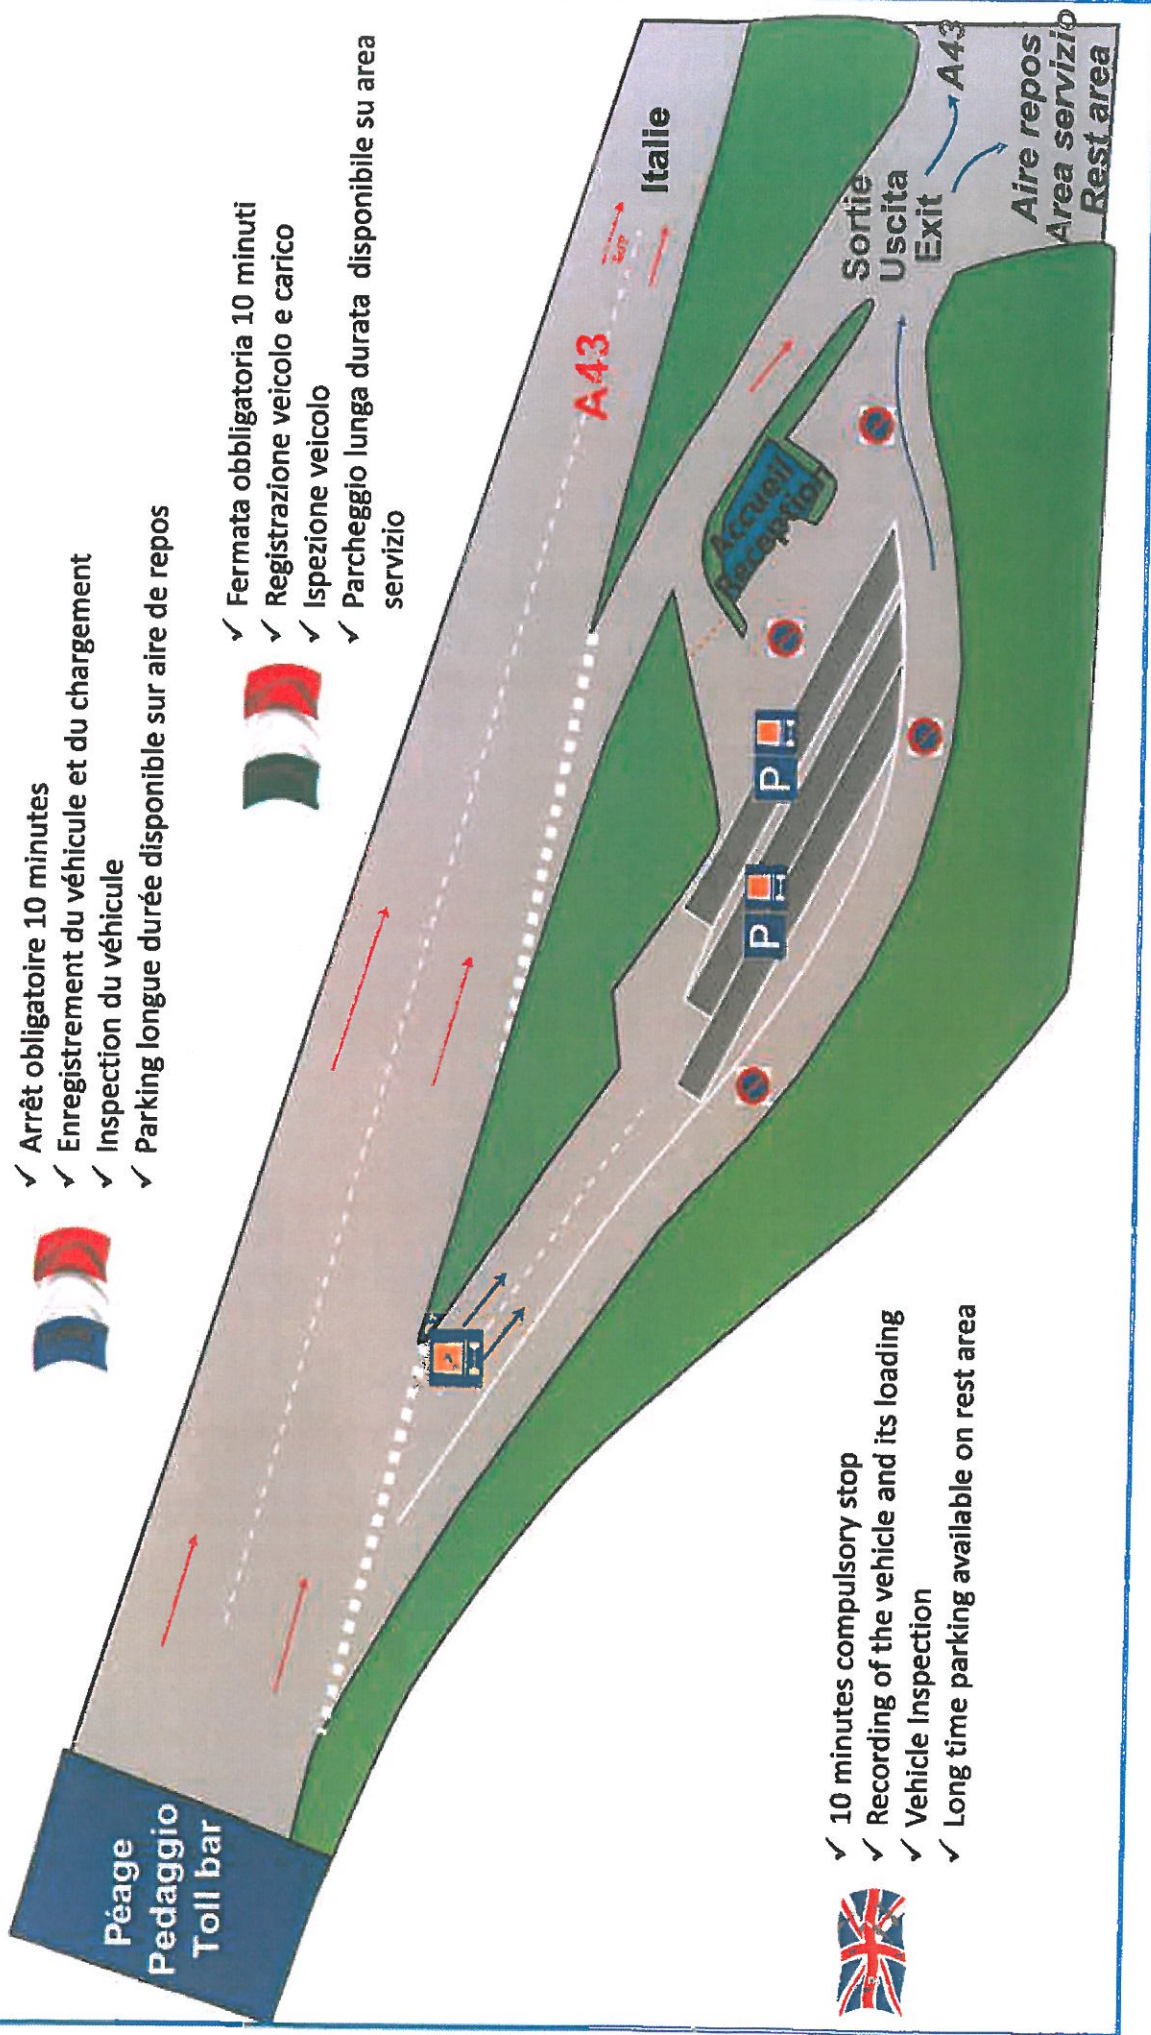 ✓ Arrêt obligatoire 10 minutes
✓ Enregistrement du véhicule et du chargement
✓ Inspection du véhicule
✓ Parking longue durée disponible sur aire de repos
✓ Fermata obbligatoria 10 minuti
✓ Registrazione veicolo e carico
✓ Ispezione veicolo
✓ Parcheggio lunga durata disponibile su area
servizio
Péage
Pedaggio
Toll bar
A43
Italie
Accueil
Reception
P
P
Sortie
Uscita
Exit
A43
Aire repos
Area servizio
Rest area
✓ 10 minutes compulsory stop
✓ Recording of the vehicle and its loading
✓ Vehicle Inspection
✓ Long time parking available on rest area